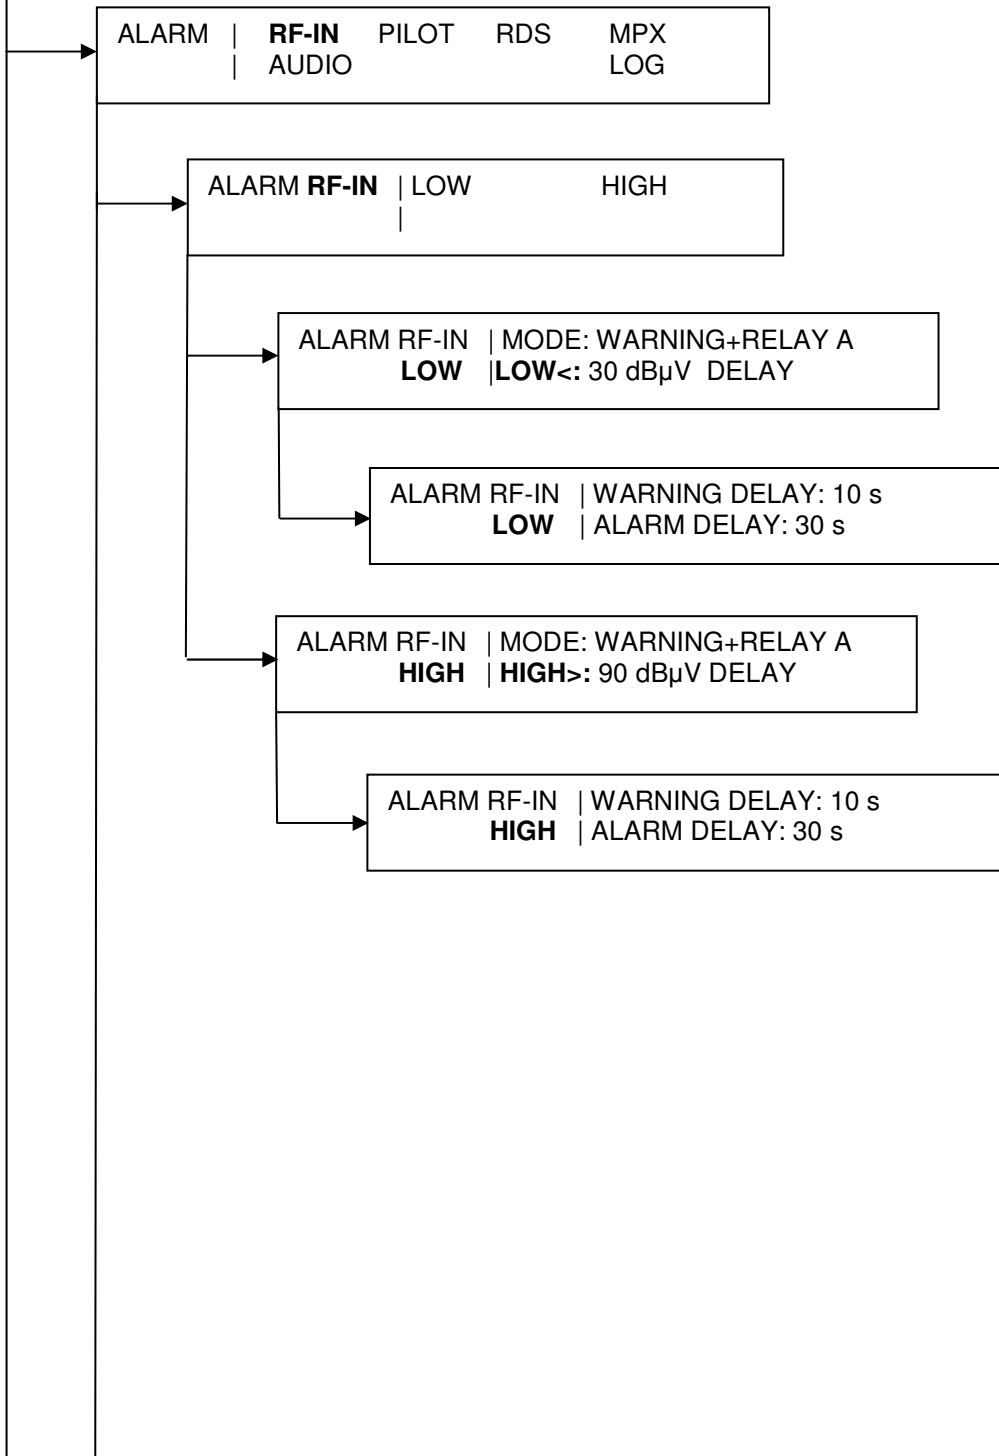 ALARM | RF-IN PILOT RDS MPX
| AUDIO LOG
ALARM RF-IN | LOW HIGH
|
ALARM RF-IN | MODE: WARNING+RELAY A
LOW |LOW<: 30 dBµV DELAY
ALARM RF-IN | WARNING DELAY: 10 s
LOW | ALARM DELAY: 30 s
ALARM RF-IN | MODE: WARNING+RELAY A
HIGH | HIGH>: 90 dBµV DELAY
ALARM RF-IN | WARNING DELAY: 10 s
HIGH | ALARM DELAY: 30 s